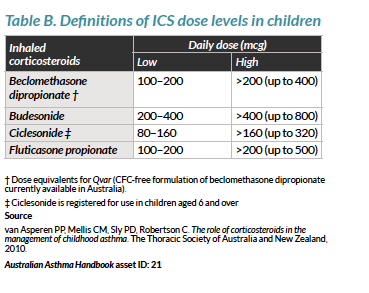 Table B. Definitions of ICS dose levels in children
Inhaled corticosteroids
Daily dose (mcg)
Low
High
Beclomethasone dipropionate † 100–200 >200 (up to 400)
Budesonide 200–400 >400 (up to 800)
Ciclesonide ‡ 80–160 >160 (up to 320)
Fluticasone propionate 100–200 >200 (up to 500)
† Dose equivalents for Qvar (CFC-free formulation of beclomethasone dipropionate
currently available in Australia).
‡ Ciclesonide is registered for use in children aged 6 and over
Source
van Asperen PP, Mellis CM, Sly PD, Robertson C. The role of corticosteroids in the
management of childhood asthma. The Thoracic Society of Australia and New Zealand,
2010.
Australian Asthma Handbook asset ID: 21